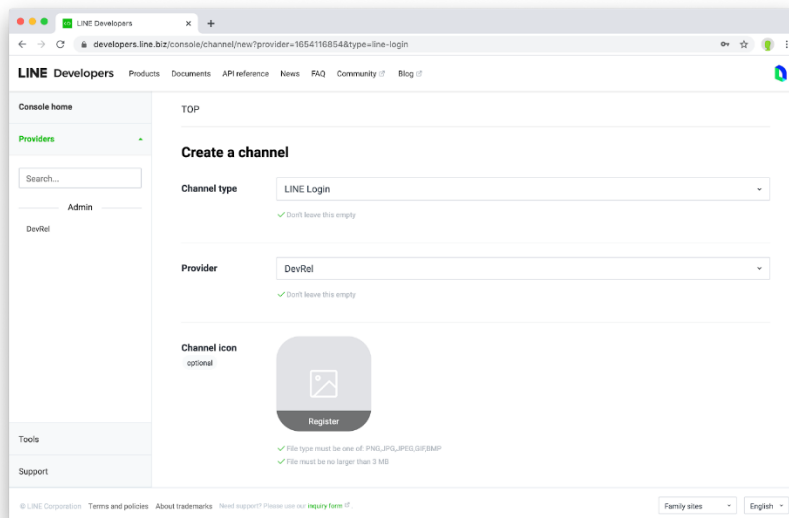 LINE Developers
developers.line.biz/console/channel/new?provider=1654116854&type=line-login
LINE Developers Products Documents API reference News FAQ Community Blog
Console home
TOP
Providers
Create a channel
Search...
Channel type
LINE Login
Don't leave this empty
Admin
DevRel
Provider
DevRel
Don't leave this empty
Channel icon
optional
Register
File type must be one of: PNG,JPG,JPEG,GIF,BMP
File must be no larger than 3 MB
Tools
Support
© LINE Corporation Terms and policies About trademarks Need support? Please use our inquiry form.
Family sites
English